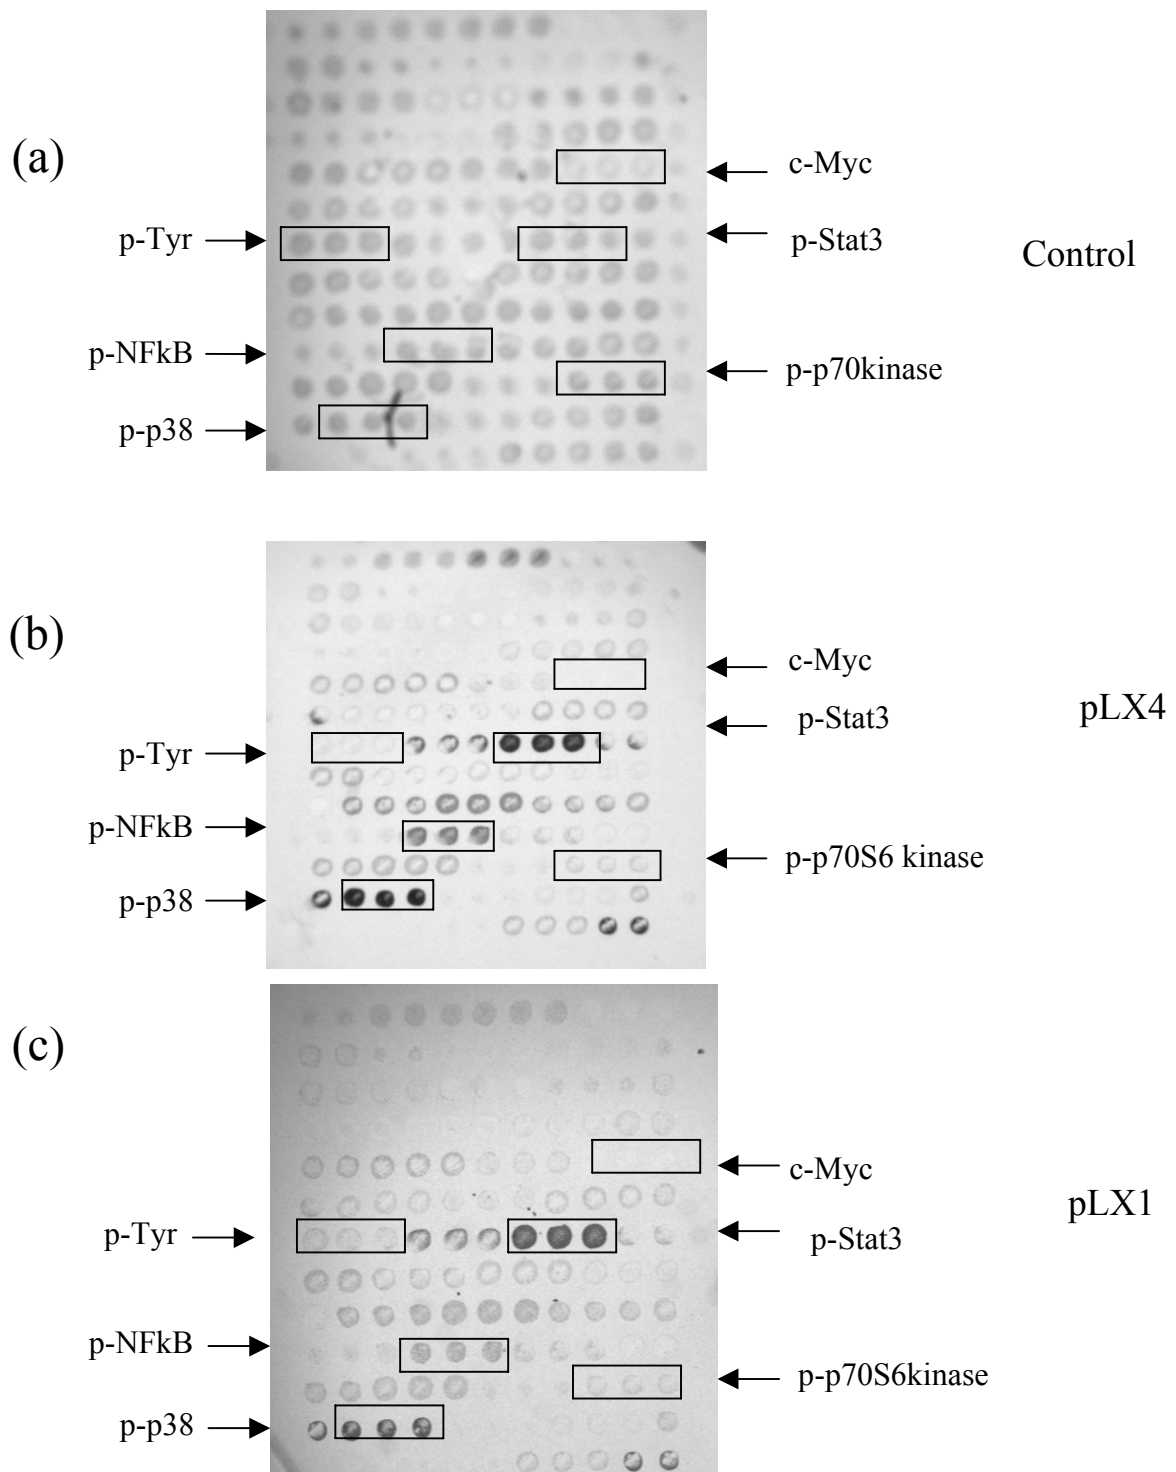 (a)
c-Myc
p-Tyr
p-Stat3
Control
p-NFkB
p-p70kinase
p-p38
(b)
c-Myc
pLX4
p-Stat3
p-Tyr
p-NFkB
p-p70S6 kinase
p-p38
(c)
c-Myc
pLX1
p-Tyr
p-Stat3
p-NFkB
p-p70S6kinase
p-p38